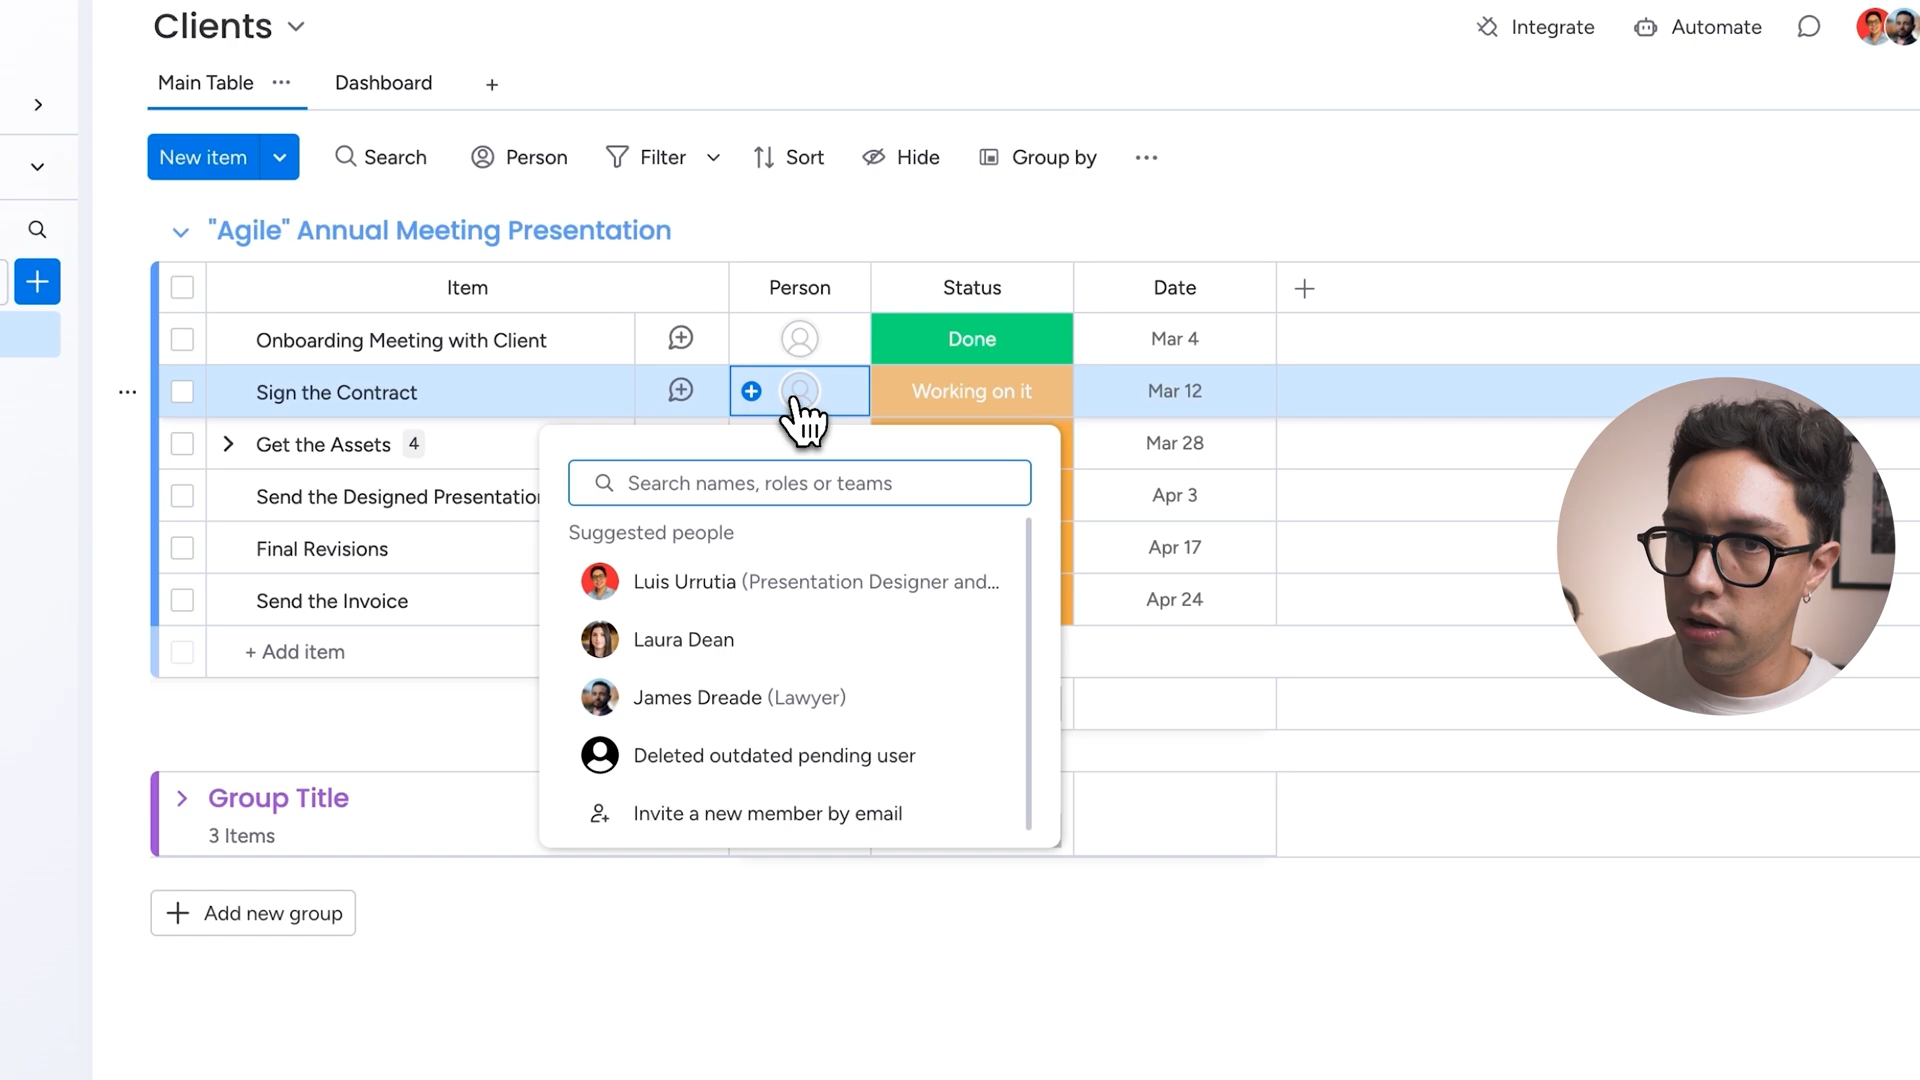 Clients
Integrate
Automate
Main Table
Dashboard
New item
Search
Person
Filter
Sort
Hide
Group by
"Agile" Annual Meeting Presentation
Item
Person
Status
Date
Onboarding Meeting with Client
Done
Mar 4
Sign the Contract
Working on it
Mar 12
Get the Assets 4
Mar 28
Send the Designed Presentation
Apr 3
Final Revisions
Apr 17
Send the Invoice
Apr 24
+ Add item
Search names, roles or teams
Suggested people
Luis Urrutia (Presentation Designer and...
Laura Dean
James Dreade (Lawyer)
Deleted outdated pending user
Invite a new member by email
Group Title
3 Items
Add new group